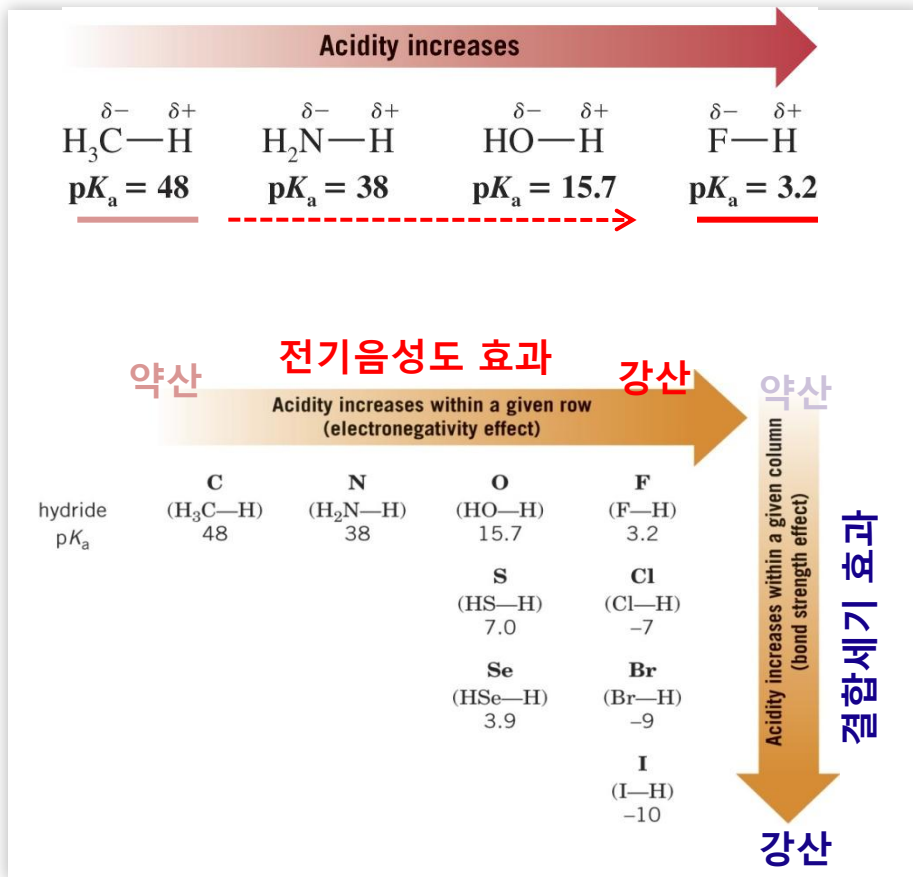 Acidity increases
δ− δ+ δ− δ+ δ− δ+ δ− δ+
H₃C—H H₂N—H HO—H F—H
pKₐ = 48 pKₐ = 38 pKₐ = 15.7 pKₐ = 3.2
전기음성도 효과
약산 강산 약산
Acidity increases within a given row
(electronegativity effect)
C N O F
hydride (H₃C—H) (H₂N—H) (HO—H) (F—H)
pKₐ 48 38 15.7 3.2
S Cl
(HS—H) (Cl—H)
7.0 −7
Se Br
(HSe—H) (Br—H)
3.9 −9
I
(I—H)
−10
Acidity increases within a given column
(bond strength effect)
결합세기 효과
강산